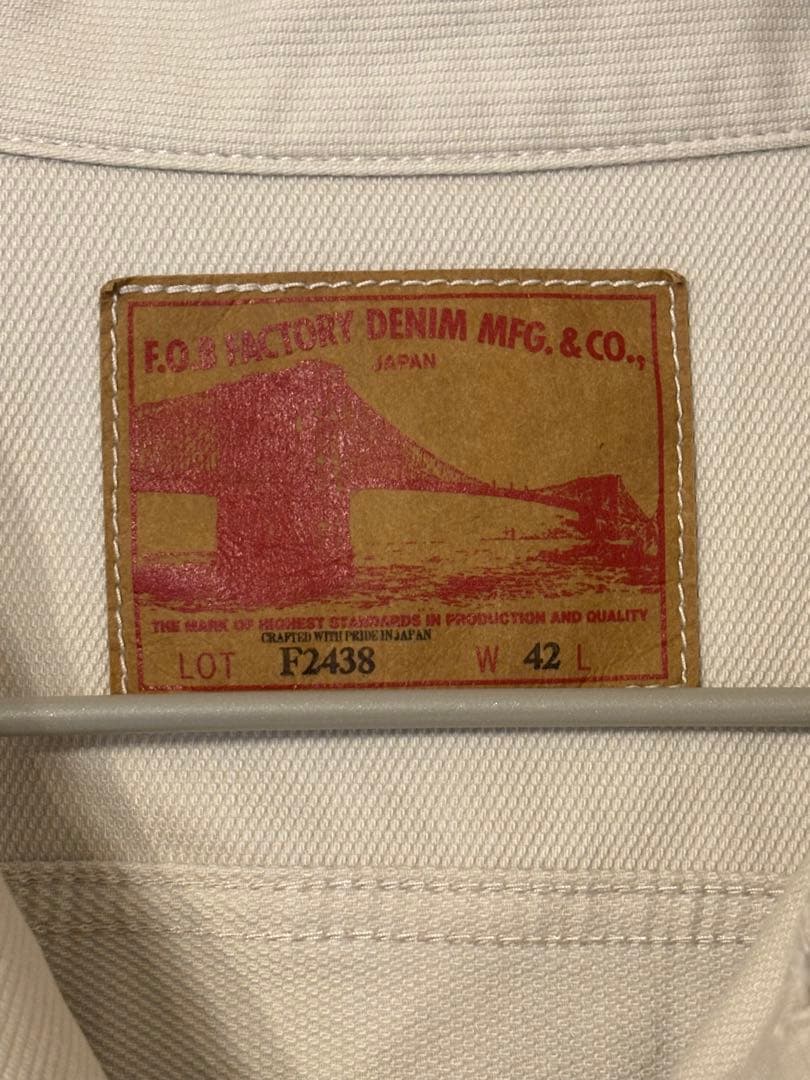 F.O.B FACTORY DENIM MFG. & CO.,
JAPAN
THE MARK OF HIGHEST STANDARDS IN PRODUCTION AND QUALITY
CRAFTED WITH PRIDE IN JAPAN
LOT F2438 W 42 L